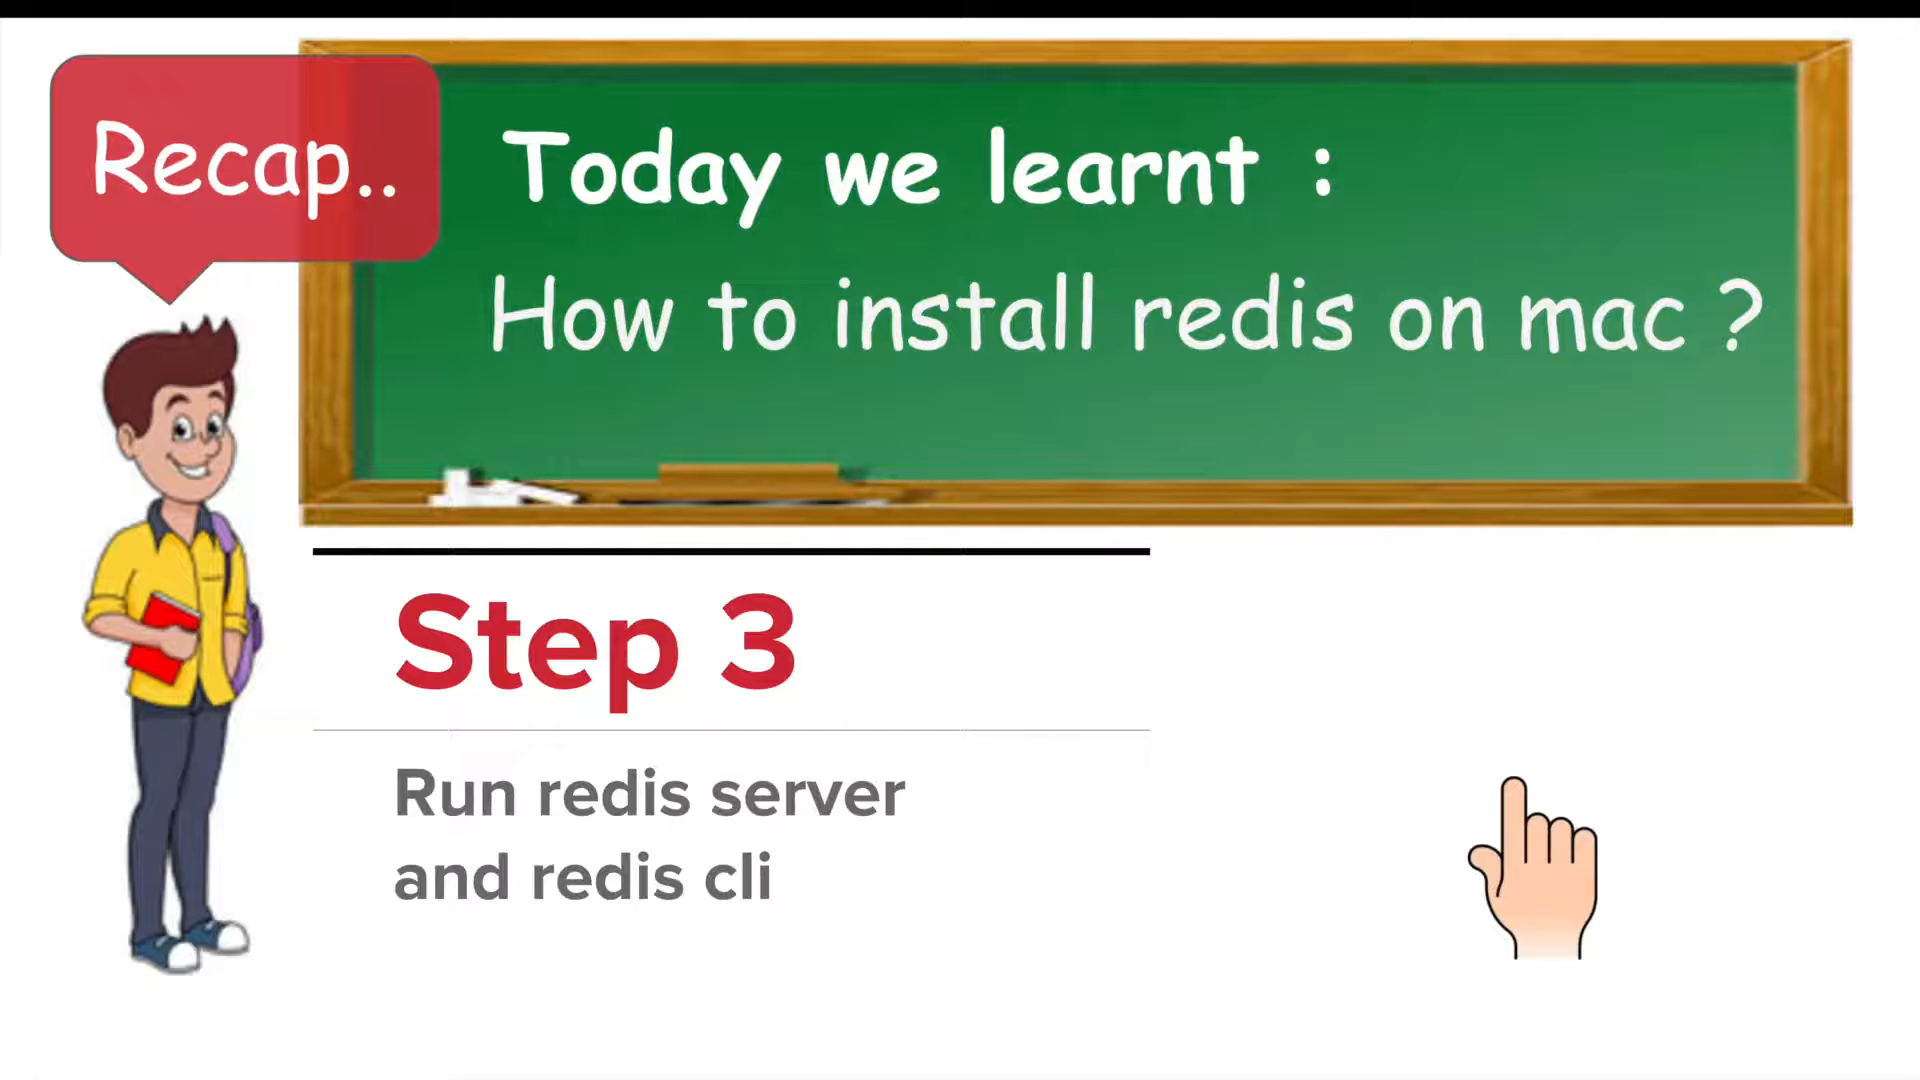 Recap..
Today we learnt :
How to install redis on mac ?
Step 3
Run redis server
and redis cli